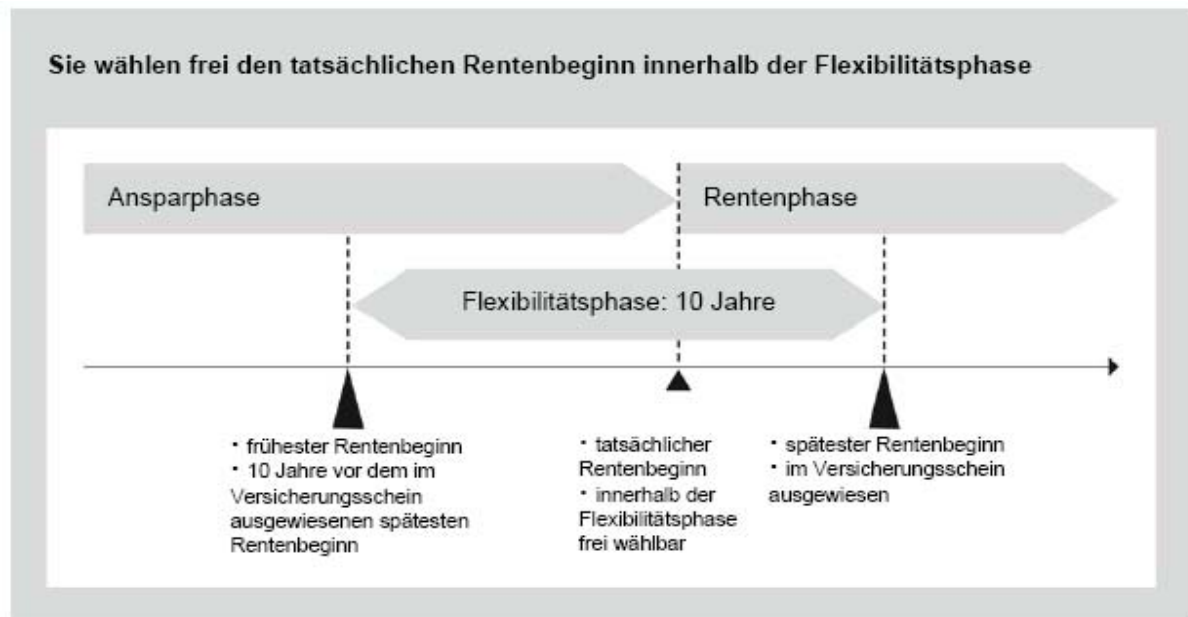 Sie wählen frei den tatsächlichen Rentenbeginn innerhalb der Flexibilitätsphase
Ansparphase
Rentenphase
Flexibilitätsphase: 10 Jahre
· frühester Rentenbeginn
· 10 Jahre vor dem im
Versicherungsschein
ausgewiesenen spätesten
Rentenbeginn
· tatsächlicher
Rentenbeginn
· innerhalb der
Flexibilitätsphase
frei wählbar
· spätester Rentenbeginn
· im Versicherungsschein
ausgewiesen